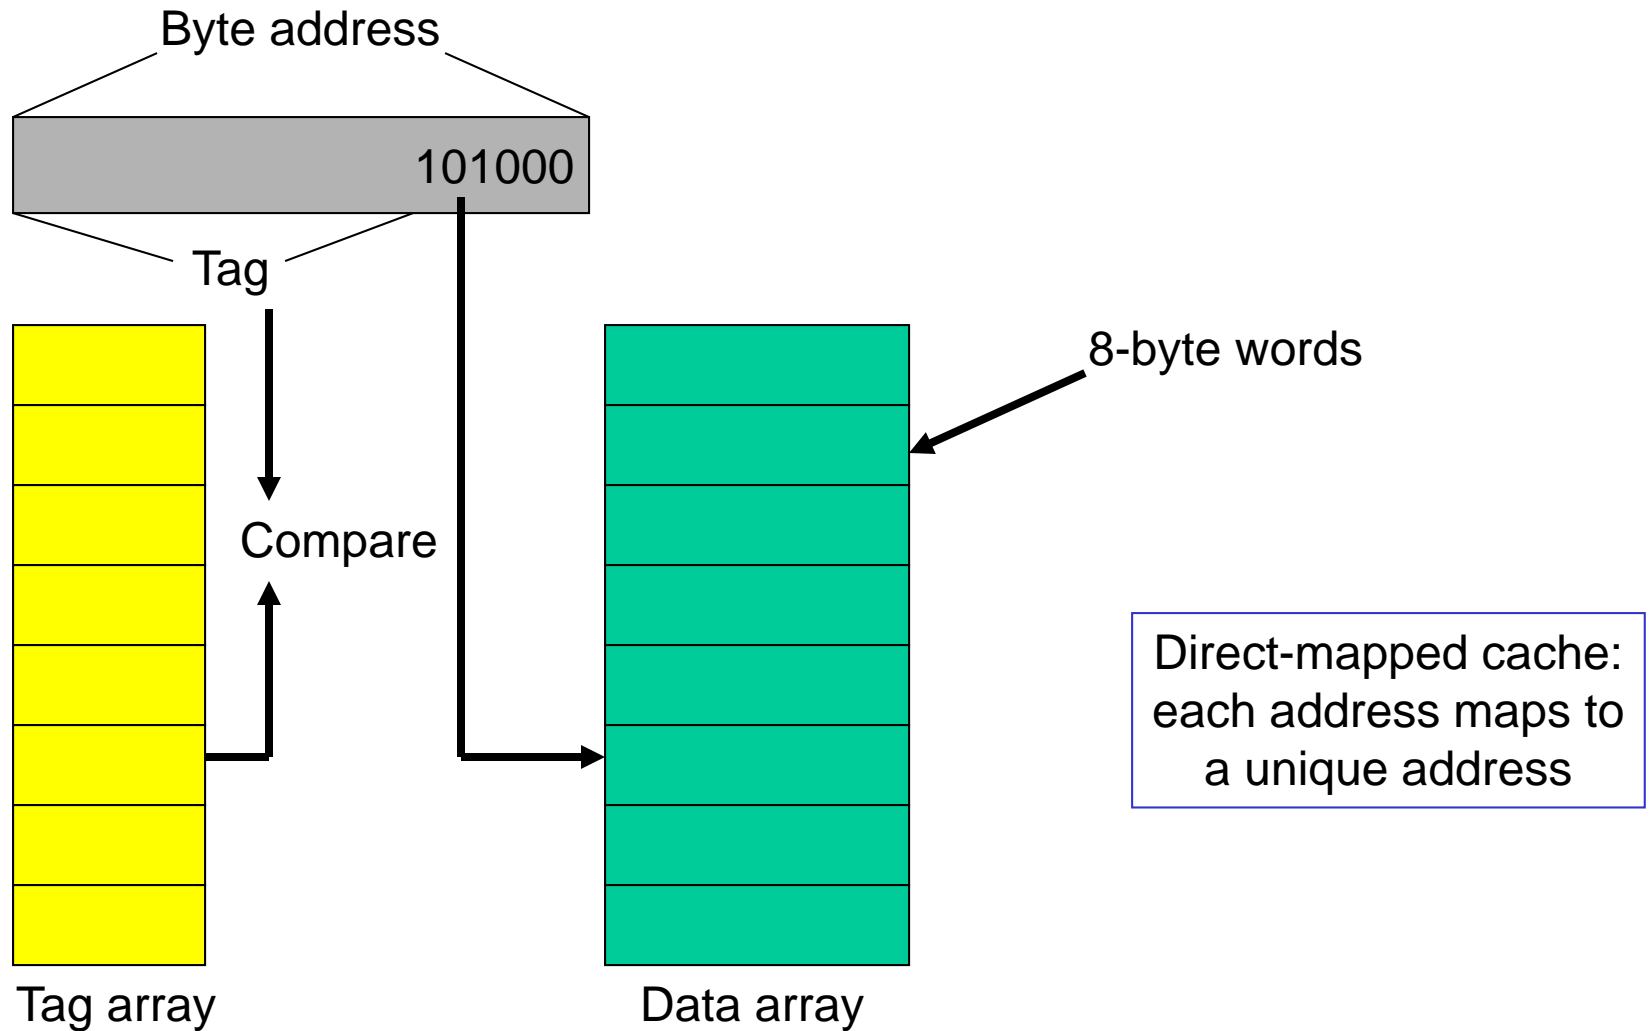 Byte address
101000
Tag
8-byte words
Compare
Direct-mapped cache:
each address maps to
a unique address
Tag array
Data array